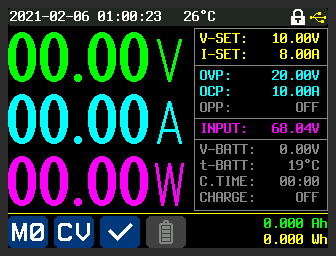 2021-02-06 01:00:23 26°C
00.00V
00.00A
00.00W
V-SET: 10.00V
I-SET: 8.00A
OVP: 20.00V
OCP: 10.00A
OPP: OFF
INPUT: 68.04V
V-BATT: 0.00V
t-BATT: 19°C
C.TIME: 00:00
CHARGE: OFF
M0 CV
0.000 Ah
0.000 Wh